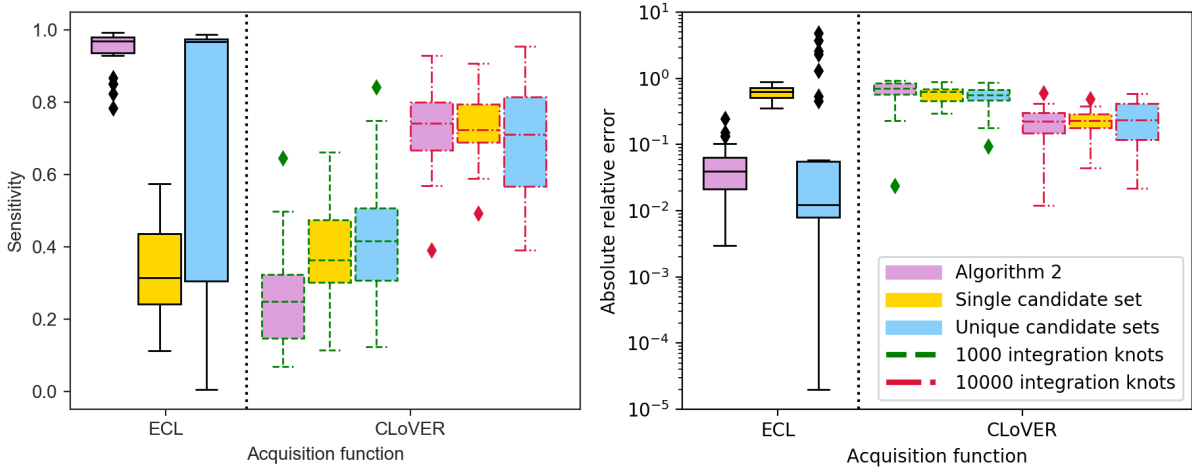 1.0
0.8
0.6
0.4
0.2
0.0
Sensitivity
ECL
CLoVER
Acquisition function
10^1
10^0
10^-1
10^-2
10^-3
10^-4
10^-5
Absolute relative error
Algorithm 2
Single candidate set
Unique candidate sets
1000 integration knots
10000 integration knots
ECL
CLoVER
Acquisition function